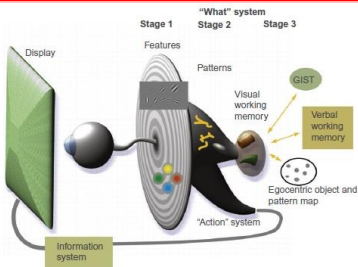 “What” system
Stage 1 Stage 2 Stage 3
Features
Display
Patterns
Visual
working
memory
GIST
Verbal
working
memory
Egocentric object and
pattern map
“Action” system
Information
system